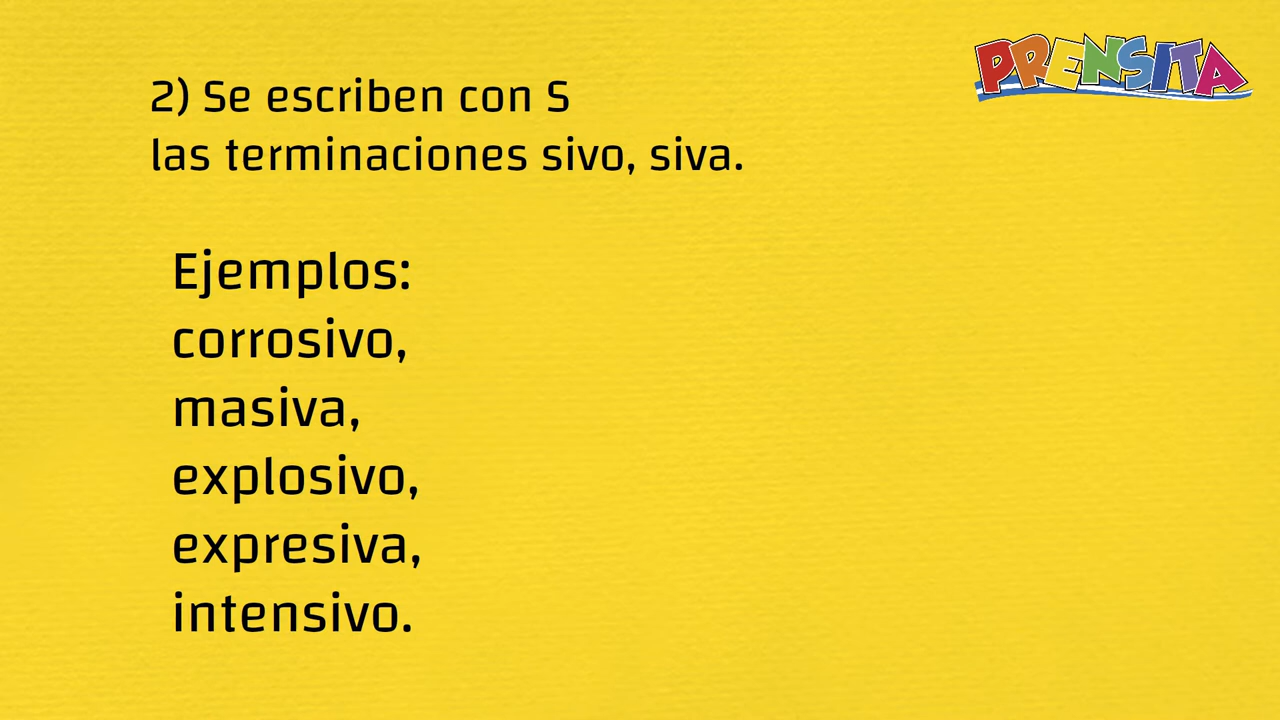 PRENSITA
2) Se escriben con S
las terminaciones sivo, siva.
Ejemplos:
corrosivo,
masiva,
explosivo,
expresiva,
intensivo.